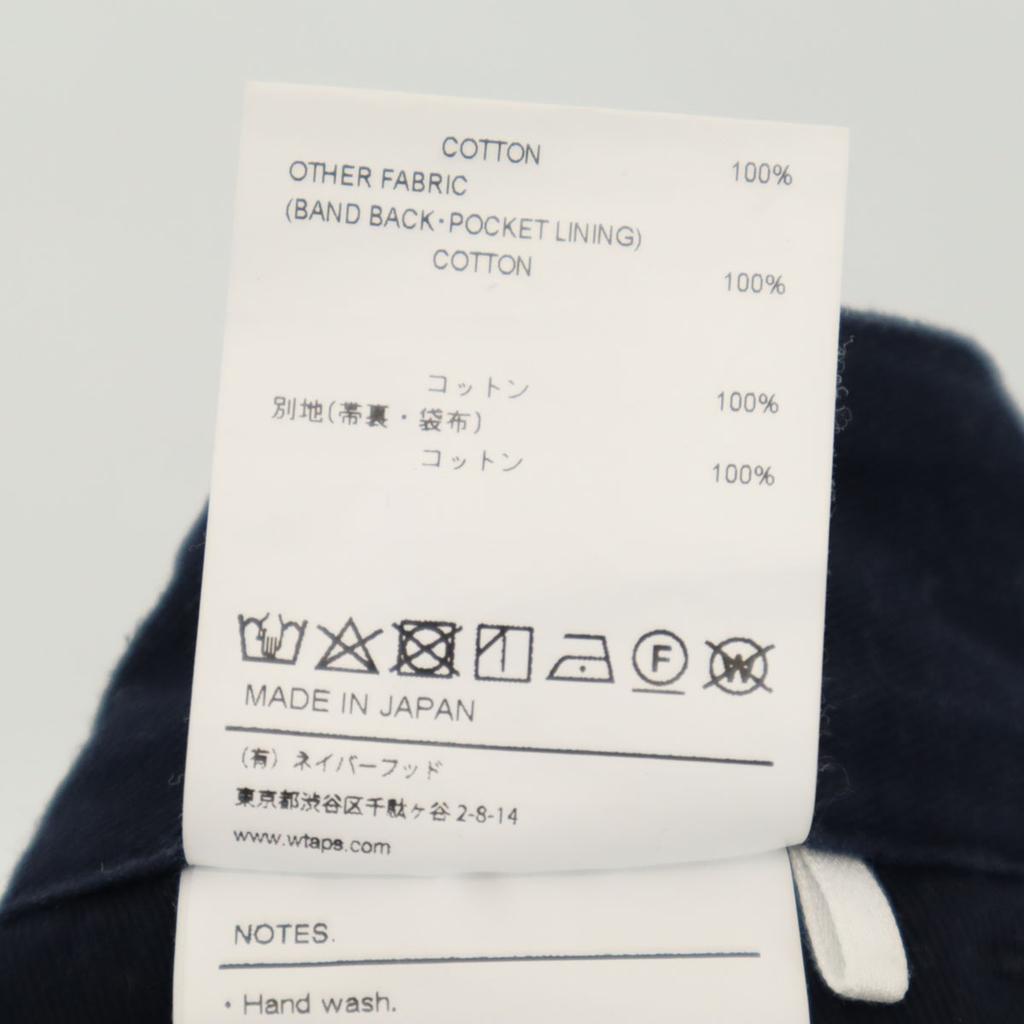 COTTON 100%
OTHER FABRIC
(BAND BACK・POCKET LINING)
COTTON 100%
コットン 100%
別地(帯裏・袋布)
コットン 100%
F W
MADE IN JAPAN
(有) ネイバーフッド
東京都渋谷区千駄ヶ谷 2-8-14
www.wtaps.com
NOTES.
・Hand wash.